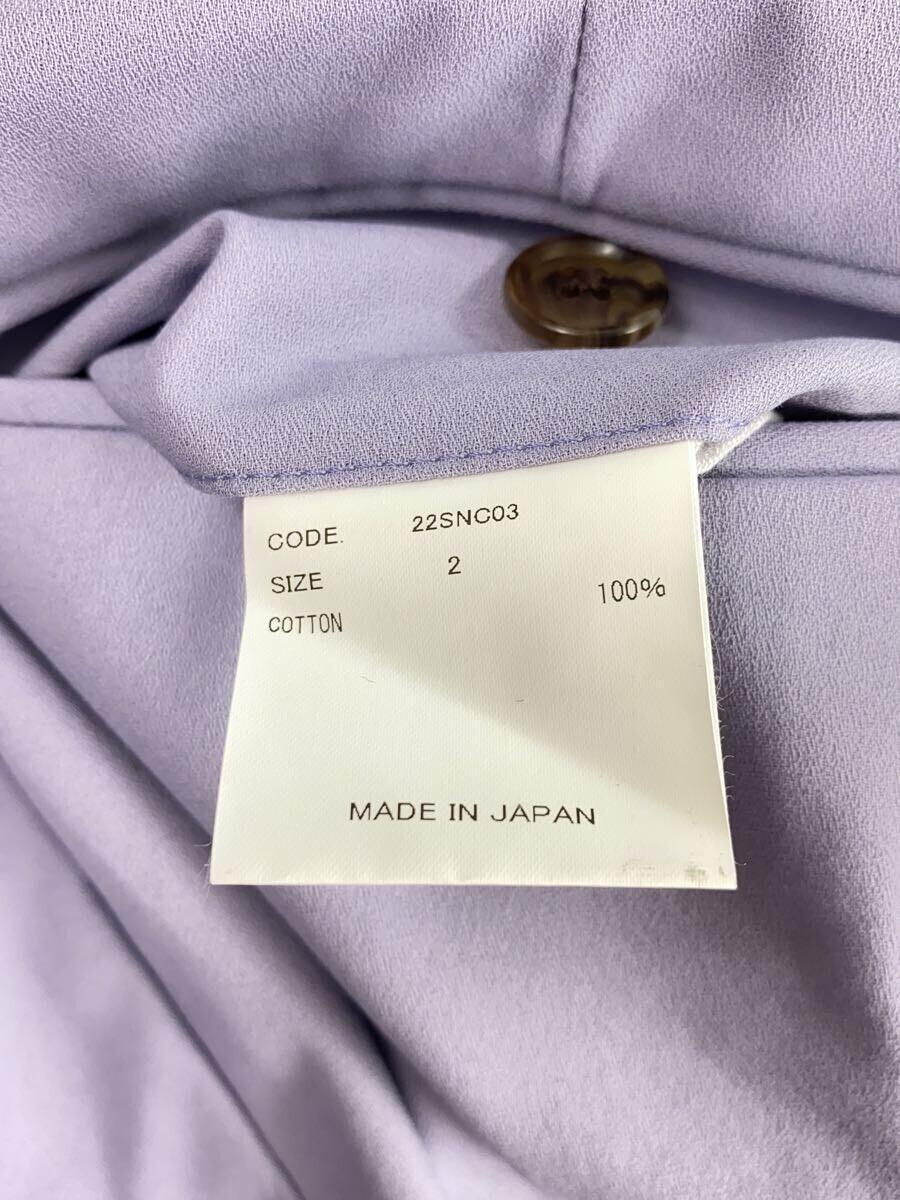 CODE. 22SNC03
SIZE 2
COTTON 100%
MADE IN JAPAN